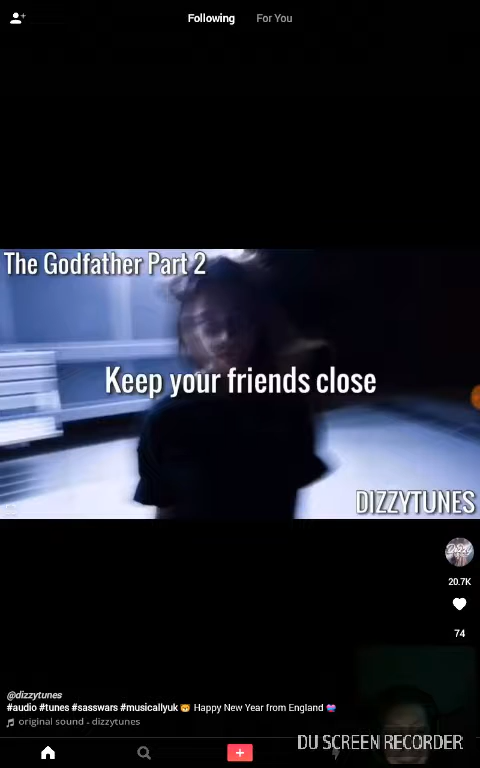 Following For You
The Godfather Part 2
Keep your friends close
DIZZYTUNES
20.7K
74
@dizzytunes
#audio #tunes #sasswars #musicallyuk 🦁 Happy New Year from England 💝
original sound - dizzytunes
DU SCREEN RECORDER